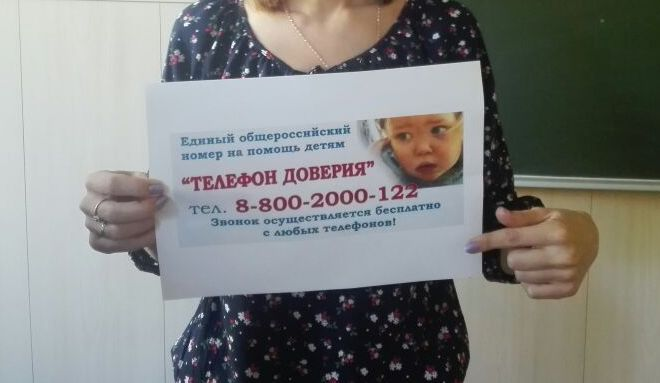 Единый общероссийский
номер на помощь детям
“ТЕЛЕФОН ДОВЕРИЯ”
тел. 8-800-2000-122
Звонок осуществляется бесплатно
с любых телефонов!